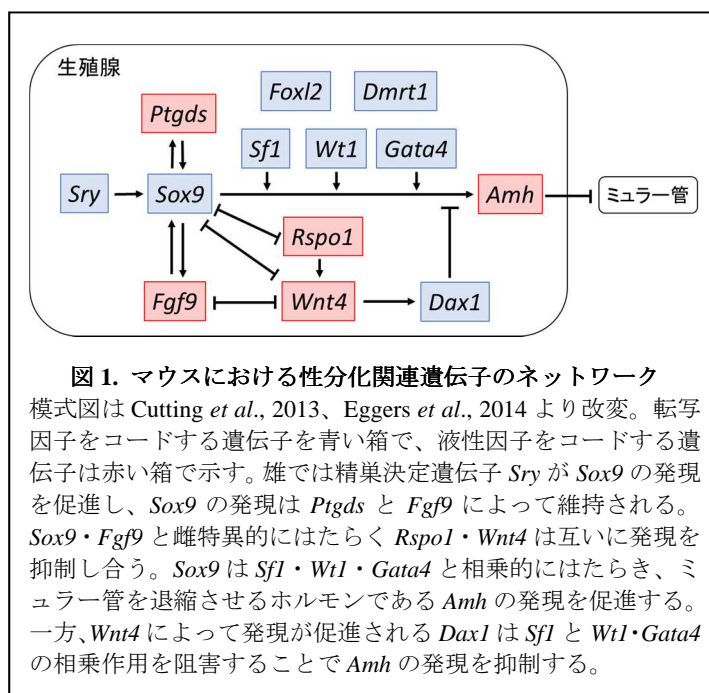 生殖腺
Foxl2 Dmrt1
Ptgds
Sf1 Wt1 Gata4
Sry Sox9 Amh ミュラー管
Rspo1
Fgf9 Wnt4 Dax1
図 1. マウスにおける性分化関連遺伝子のネットワーク
模式図は Cutting et al., 2013、Eggers et al., 2014 より改変。転写
因子をコードする遺伝子を青い箱で、液性因子をコードする遺
伝子は赤い箱で示す。雄では精巣決定遺伝子 Sry が Sox9 の発現
を促進し、Sox9 の発現は Ptgds と Fgf9 によって維持される。
Sox9・Fgf9 と雌特異的にはたらく Rspo1・Wnt4 は互いに発現を
抑制し合う。Sox9 は Sf1・Wt1・Gata4 と相乗的にはたらき、ミ
ュラー管を退縮させるホルモンである Amh の発現を促進する。
一方、Wnt4 によって発現が促進される Dax1 は Sf1 と Wt1・Gata4
の相乗作用を阻害することで Amh の発現を抑制する。